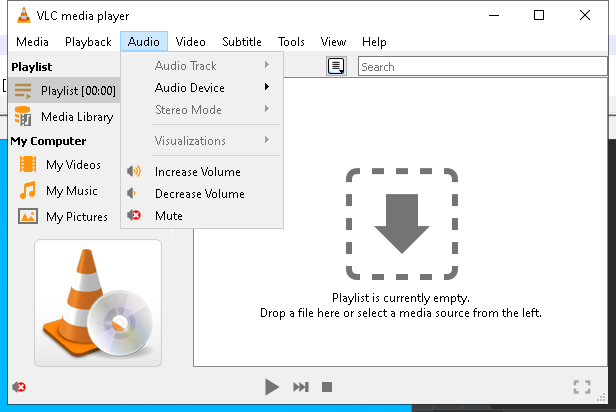 VLC media player
Media Playback Audio Video Subtitle Tools View Help
Playlist
Playlist [00:00]
Media Library
My Computer
My Videos
My Music
My Pictures
Audio Track
Audio Device
Stereo Mode
Visualizations
Increase Volume
Decrease Volume
Mute
Search
Playlist is currently empty.
Drop a file here or select a media source from the left.